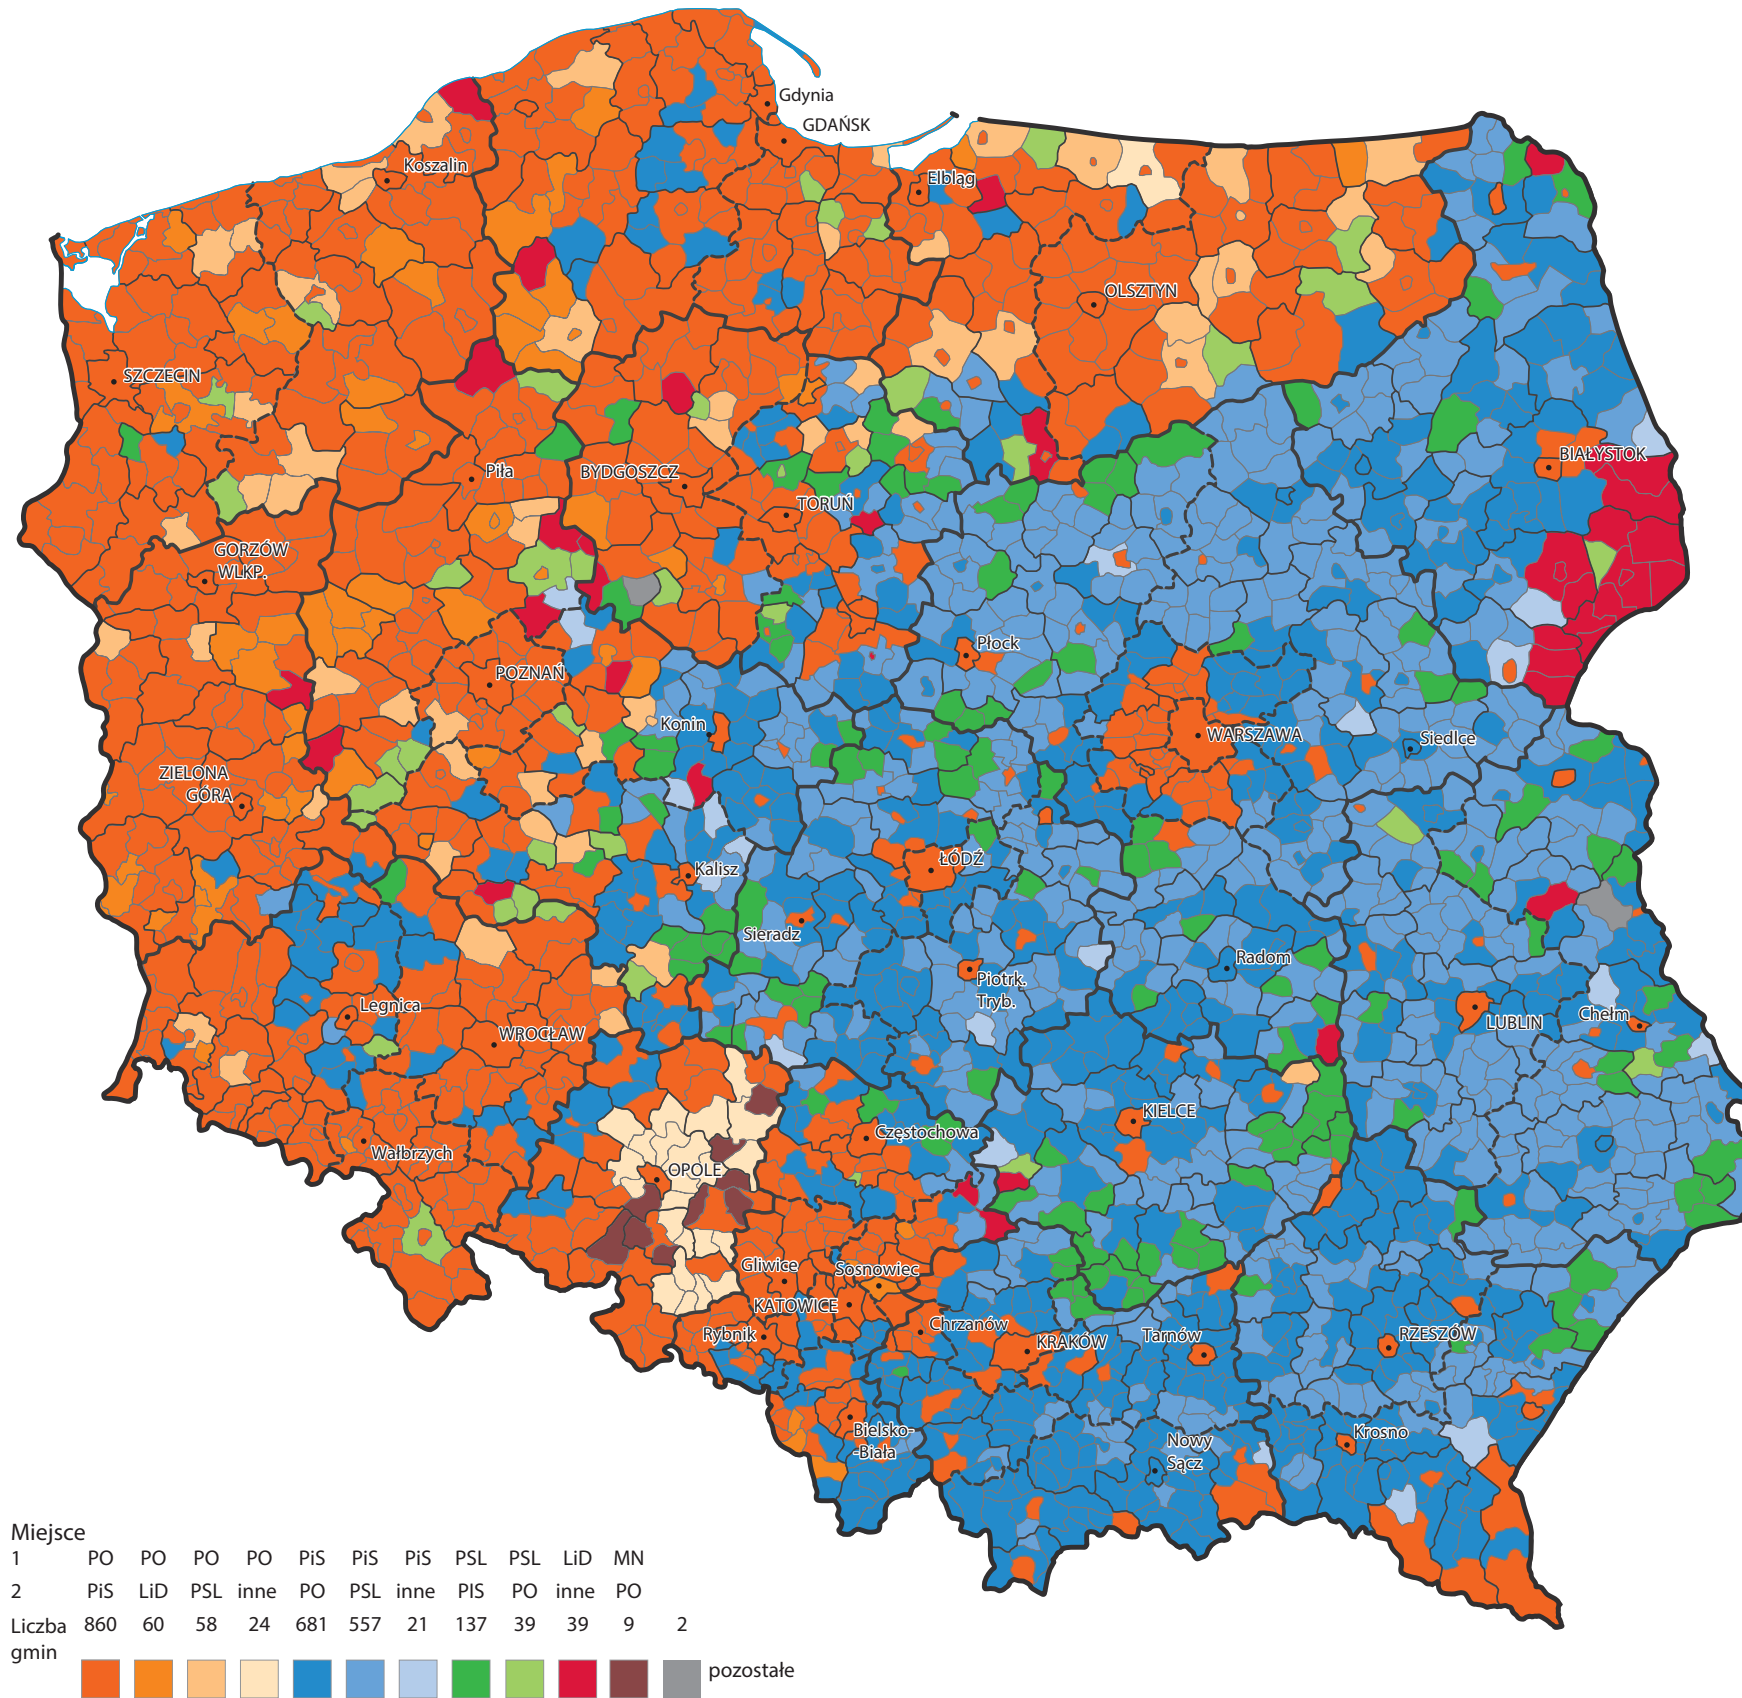 Gdynia
GDAŃSK
Koszalin
Elbląg
OLSZTYN
SZCZECIN
BIAŁYSTOK
Piła
BYDGOSZCZ
TORUŃ
GORZÓW
WLKP.
Płock
POZNAŃ
Konin
WARSZAWA
Siedlce
ZIELONA
GÓRA
ŁÓDŹ
Kalisz
Sieradz
Radom
Piotrk.
Tryb.
Legnica
LUBLIN
Chełm
WROCŁAW
KIELCE
Częstochowa
Wałbrzych
OPOLE
Gliwice
Sosnowiec
KATOWICE
Chrzanów
Rybnik
KRAKÓW
Tarnów
RZESZÓW
Bielsko-
-Biała
Nowy
Sącz
Krosno
Miejsce
1 PO PO PO PO PiS PiS PiS PSL PSL LiD MN
2 PiS LiD PSL inne PO PSL inne PIS PO inne PO
Liczba 860 60 58 24 681 557 21 137 39 39 9 2
gmin
pozostałe